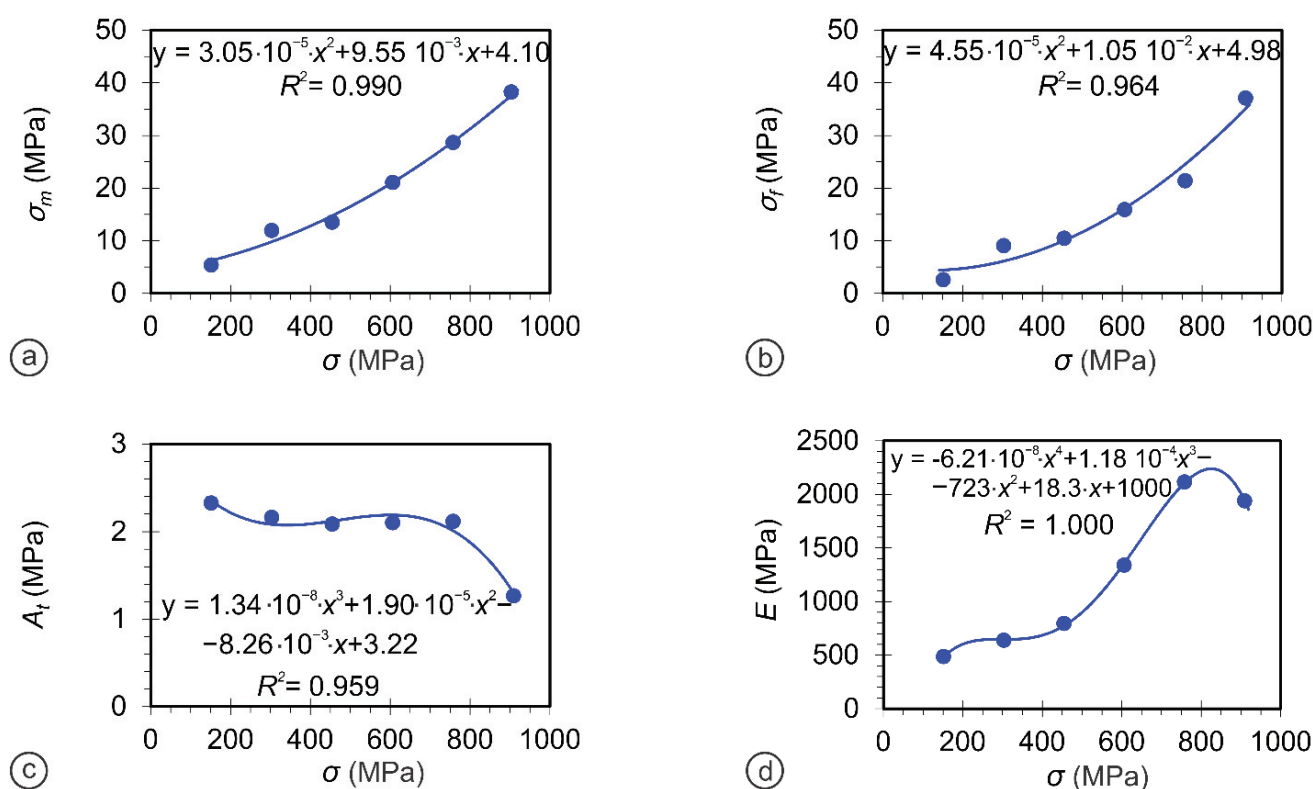 50
40
30
20
10
0
σm (MPa)
y = 3.05·10⁻⁵·x²+9.55 10⁻³·x+4.10
R²= 0.990
0 200 400 600 800 1000
σ (MPa)
a
50
40
30
20
10
0
σf (MPa)
y = 4.55·10⁻⁵·x²+1.05 10⁻²·x+4.98
R²= 0.964
0 200 400 600 800 1000
σ (MPa)
b
3
2
1
0
At (MPa)
y = 1.34·10⁻⁸·x³+1.90·10⁻⁵·x²−
−8.26·10⁻³·x+3.22
R²= 0.959
0 200 400 600 800 1000
σ (MPa)
c
2500
2000
1500
1000
500
0
E (MPa)
y = -6.21·10⁻⁸·x⁴+1.18 10⁻⁴·x³−
−723·x²+18.3·x+1000
R² = 1.000
0 200 400 600 800 1000
σ (MPa)
d